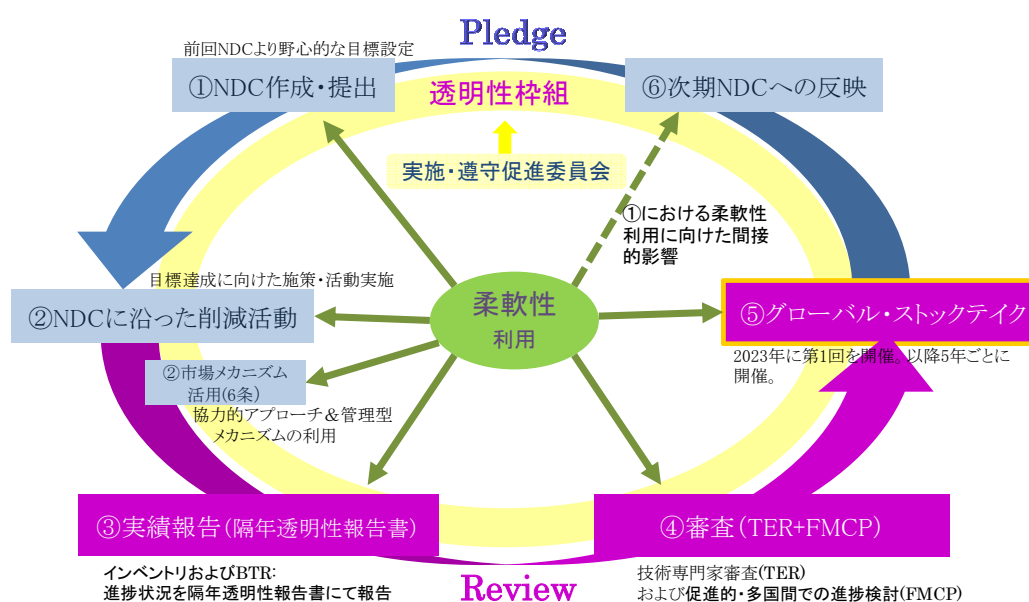 Pledge
前回NDCより野心的な目標設定
①NDC作成・提出
透明性枠組
⑥次期NDCへの反映
実施・遵守促進委員会
①における柔軟性
利用に向けた間接
的影響
目標達成に向けた施策・活動実施
②NDCに沿った削減活動
柔軟性
利用
⑤グローバル・ストックテイク
2023年に第1回を開催。以降5年ごとに
開催。
②市場メカニズム
活用(6条)
協力的アプローチ＆管理型
メカニズムの利用
③実績報告(隔年透明性報告書)
④審査(TER+FMCP)
インベントリおよびBTR:
進捗状況を隔年透明性報告書にて報告
Review
技術専門家審査(TER)
および促進的・多国間での進捗検討(FMCP)